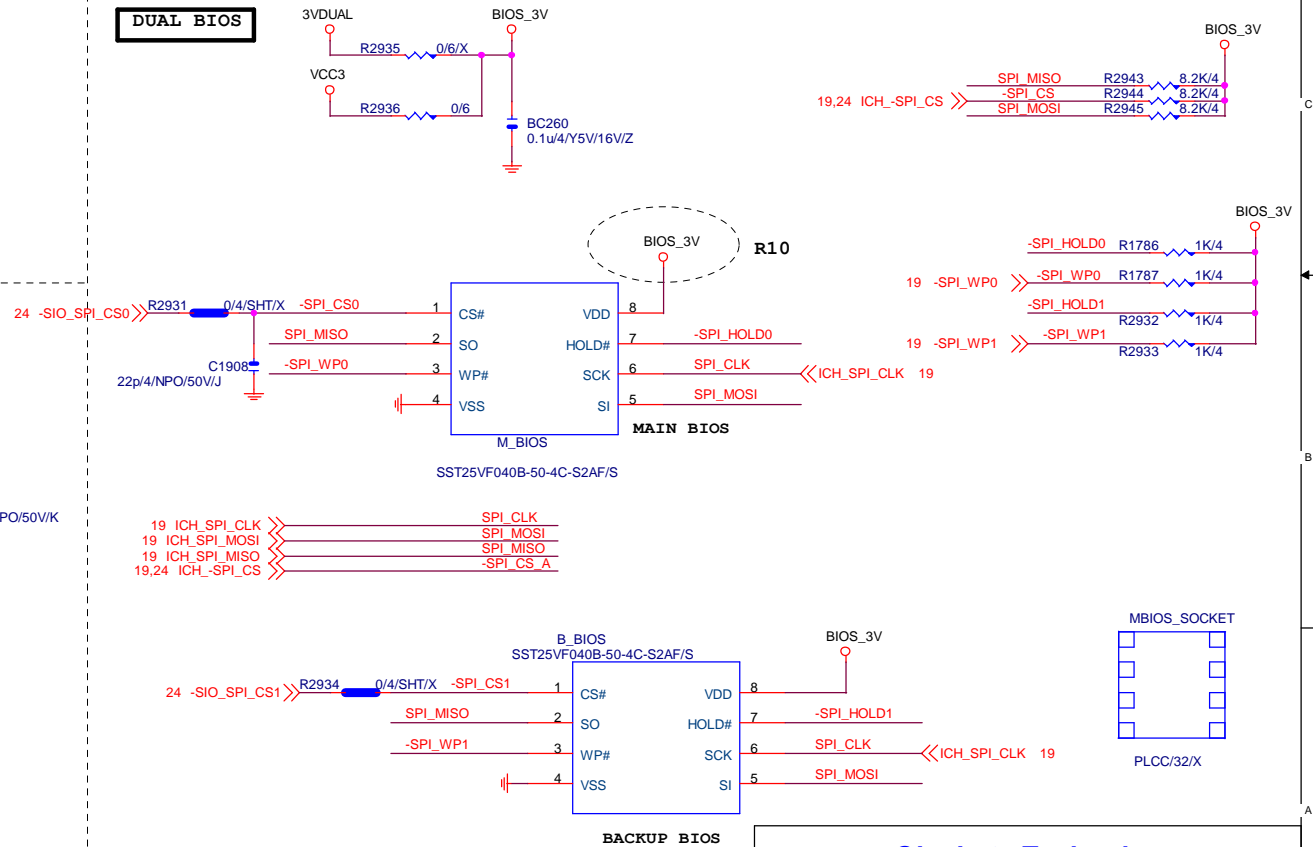 DUAL BIOS
3VDUAL
BIOS_3V
R2935
0/6/X
VCC3
R2936
0/6
BC260
0.1u/4/Y5V/16V/Z
BIOS_3V
SPI_MISO
R2943
8.2K/4
19,24 ICH_-SPI_CS
-SPI_CS
R2944
8.2K/4
SPI_MOSI
R2945
8.2K/4
C
BIOS_3V
R10
BIOS_3V
-SPI_HOLD0
R1786
1K/4
19 -SPI_WP0
-SPI_WP0
R1787
1K/4
-SPI_HOLD1
R2932
1K/4
19 -SPI_WP1
-SPI_WP1
R2933
1K/4
24 -SIO_SPI_CS0
R2931
0/4/SHT/X
-SPI_CS0
1
CS#
VDD
8
SPI_MISO
2
SO
HOLD#
7
-SPI_HOLD0
C1908
22p/4/NPO/50V/J
-SPI_WP0
3
WP#
SCK
6
SPI_CLK
ICH_SPI_CLK 19
4
VSS
SI
5
SPI_MOSI
MAIN BIOS
M_BIOS
SST25VF040B-50-4C-S2AF/S
B
PO/50V/K
19 ICH_SPI_CLK
SPI_CLK
19 ICH_SPI_MOSI
SPI_MOSI
19 ICH_SPI_MISO
SPI_MISO
19,24 ICH_-SPI_CS
-SPI_CS_A
B_BIOS
SST25VF040B-50-4C-S2AF/S
BIOS_3V
MBIOS_SOCKET
24 -SIO_SPI_CS1
R2934
0/4/SHT/X
-SPI_CS1
1
CS#
VDD
8
SPI_MISO
2
SO
HOLD#
7
-SPI_HOLD1
-SPI_WP1
3
WP#
SCK
6
SPI_CLK
ICH_SPI_CLK 19
4
VSS
SI
5
SPI_MOSI
PLCC/32/X
A
BACKUP BIOS